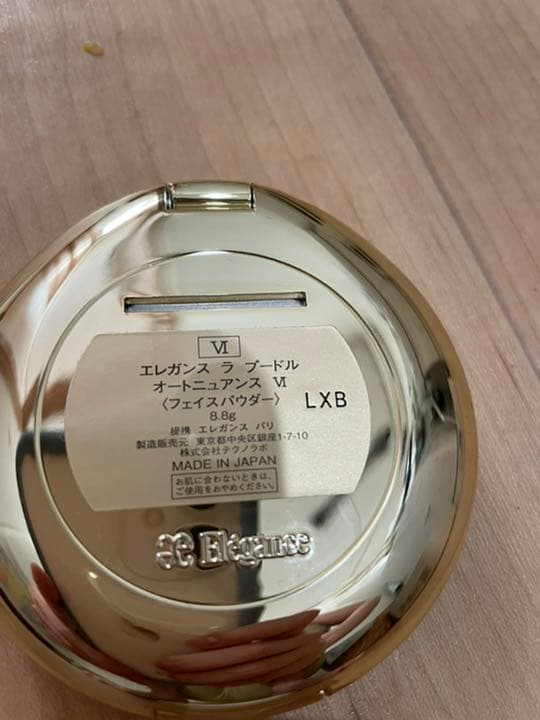 VI
エレガンス ラ プードル
オートニュアンス VI
〈フェイスパウダー〉
LXB
8.8g
提携 エレガンス パリ
製造販売元 東京都中央区銀座1-7-10
株式会社テクノラボ
MADE IN JAPAN
お肌に合わないときは、
ご使用をおやめください。
Elégance